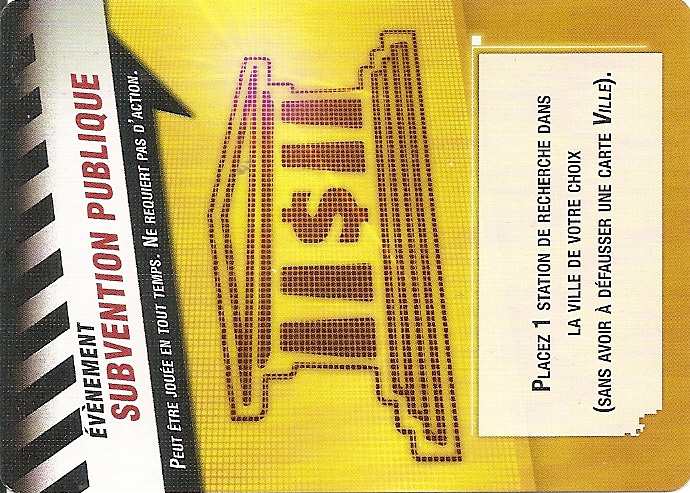 ÉVÈNEMENT
SUBVENTION PUBLIQUE
PEUT ÊTRE JOUÉE EN TOUT TEMPS. NE REQUIERT PAS D'ACTION.
$
PLACEZ 1 STATION DE RECHERCHE DANS
LA VILLE DE VOTRE CHOIX
(SANS AVOIR À DÉFAUSSER UNE CARTE VILLE).